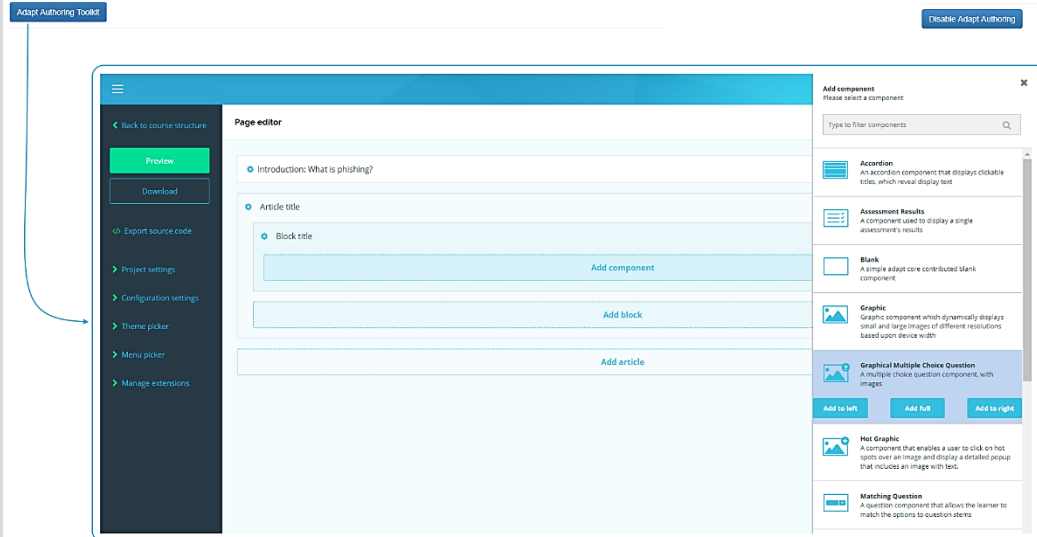 Adapt Authoring Toolkit
Disable Adapt Authoring
Back to course structure
Preview
Download
</> Export source code
Project settings
Configuration settings
Theme picker
Menu picker
Manage extensions
Page editor
Introduction: What is phishing?
Article title
Block title
Add component
Add block
Add article
Add component
Please select a component
Type to filter components
Accordion
An accordion component that displays clickable
titles, which reveal display text
Assessment Results
A component used to display a single
assessment's results
Blank
A simple adapt core contributed blank
component
Graphic
Graphic component which dynamically displays
small and large images of different resolutions
based upon device width
Graphical Multiple Choice Question
A multiple choice question component, with
images
Add to left
Add full
Add to right
Hot Graphic
A component that enables a user to click on hot
spots over an image and display a detailed popup
that includes an image with text.
Matching Question
A question component that allows the learner to
match the options to question stems